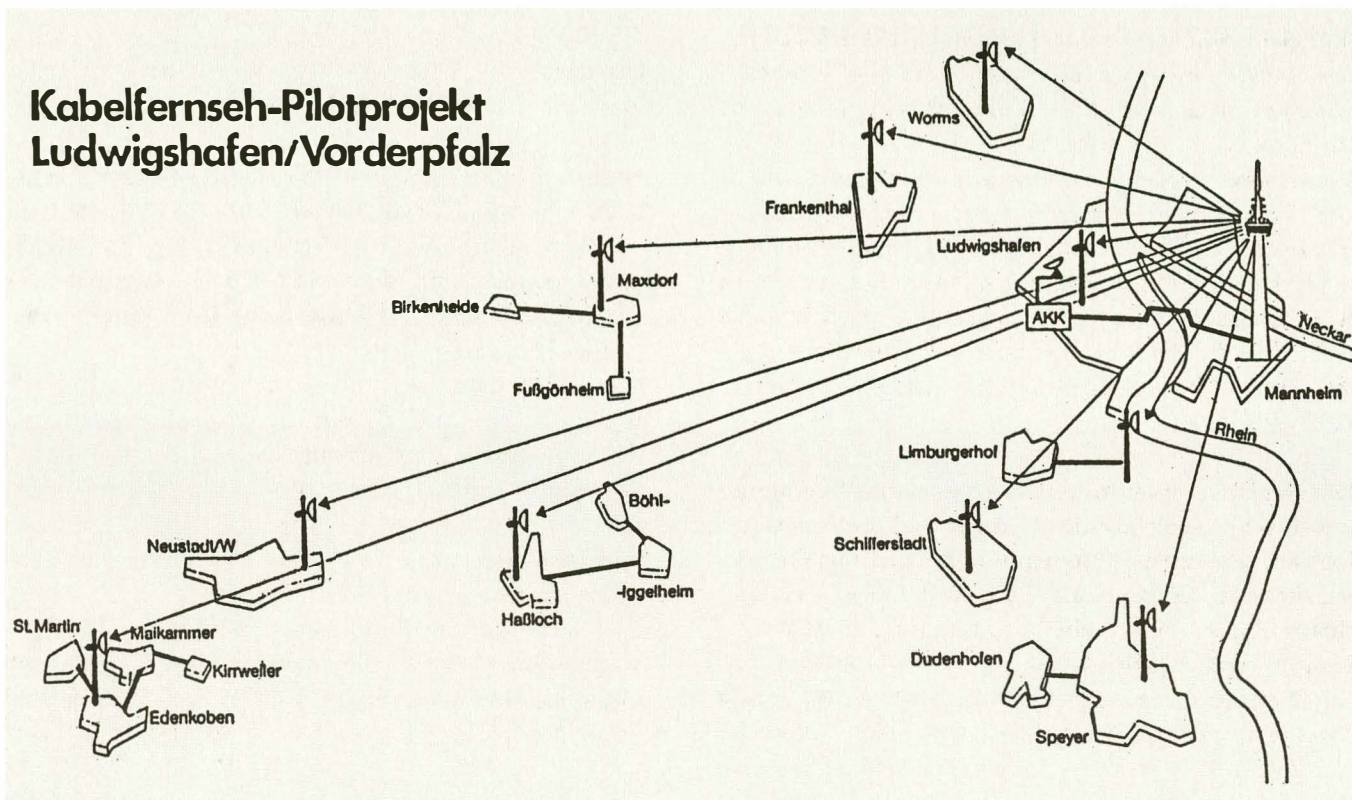 Kabelfernseh-Pilotprojekt
Ludwigshafen/Vorderpfalz
Worms
Frankenthal
Ludwigshafen
Maxdorf
Birkenheide
AKK
Neckar
Fußgönheim
Mannheim
Rhein
Limburgerhof
Böhl-
Neustadt/W
Schifferstadt
-Iggelheim
Haßloch
St. Martin
Maikammer
Dudenhofen
Kirrweiler
Edenkoben
Speyer